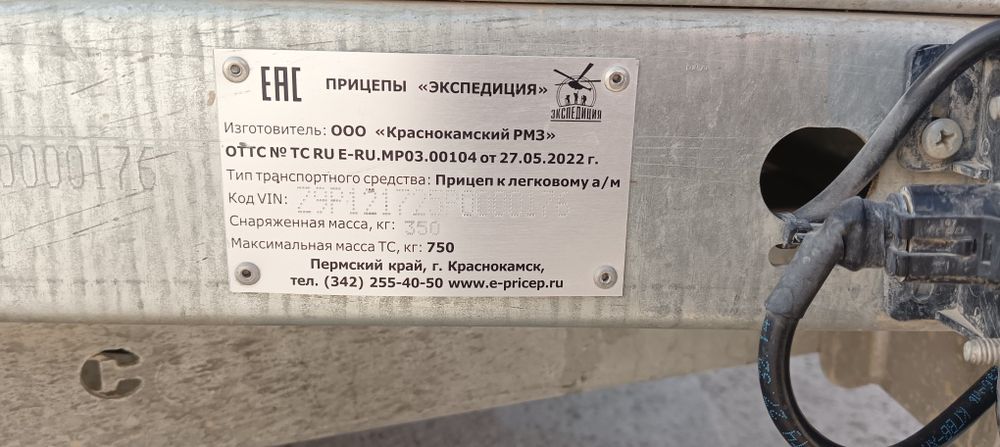 EAC
ПРИЦЕПЫ «ЭКСПЕДИЦИЯ»
ЭКСПЕДИЦИЯ
Изготовитель: ООО «Краснокамский РМЗ»
ОТТС № ТС RU E-RU.МР03.00104 от 27.05.2022 г.
Тип транспортного средства: Прицеп к легковому а/м
Код VIN:
Снаряженная масса, кг: 350
Максимальная масса ТС, кг: 750
Пермский край, г. Краснокамск,
тел. (342) 255-40-50 www.e-pricep.ru
0000176